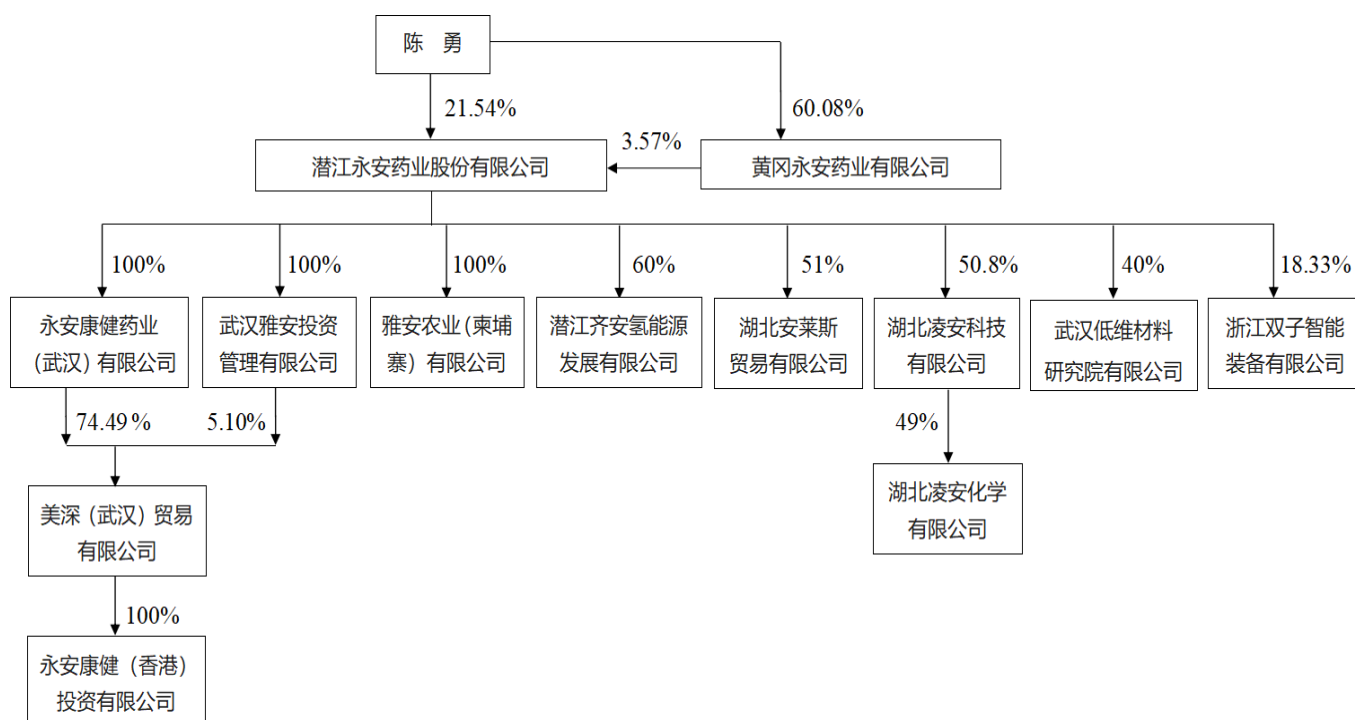 陈 勇
21.54%
60.08%
3.57%
潜江永安药业股份有限公司
黄冈永安药业有限公司
100%
100%
100%
60%
51%
50.8%
40%
18.33%
永安康健药业
（武汉）有限公司
武汉雅安投资
管理有限公司
雅安农业（柬埔
寨）有限公司
潜江齐安氢能源
发展有限公司
湖北安莱斯
贸易有限公司
湖北凌安科技
有限公司
武汉低维材料
研究院有限公司
浙江双子智能
装备有限公司
74.49%
5.10%
49%
美深（武汉）贸易
有限公司
湖北凌安化学
有限公司
100%
永安康健（香港）
投资有限公司